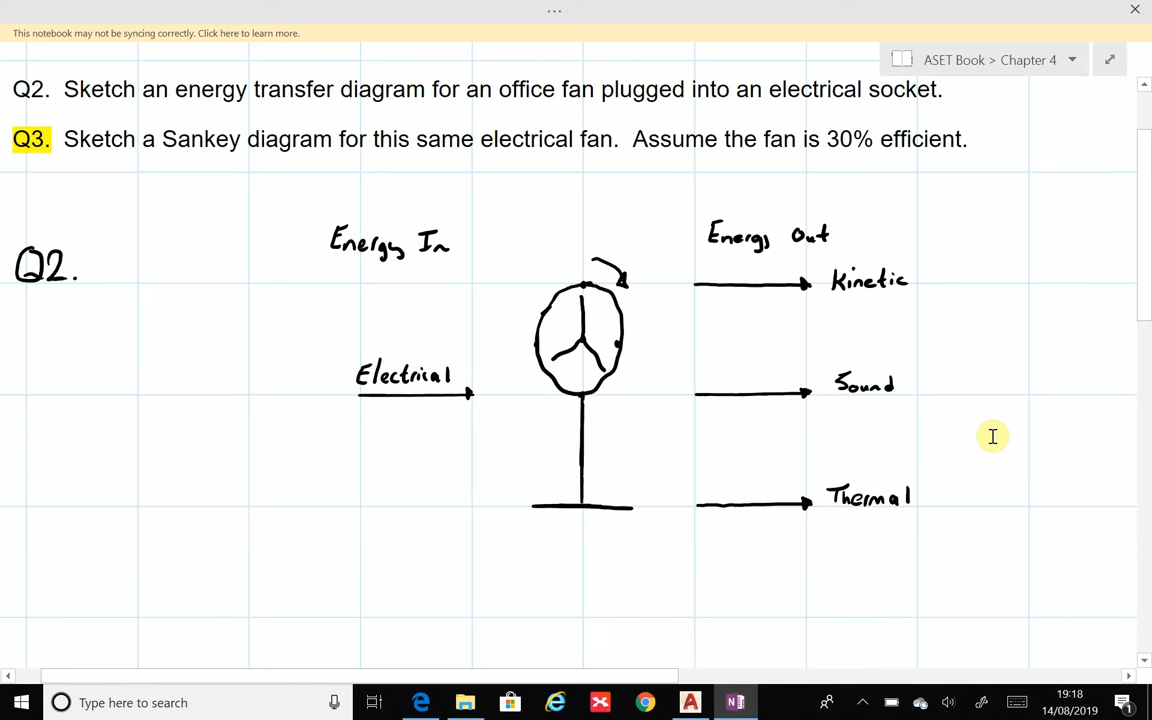 This notebook may not be syncing correctly. Click here to learn more.
ASET Book > Chapter 4
Q2. Sketch an energy transfer diagram for an office fan plugged into an electrical socket.
Q3. Sketch a Sankey diagram for this same electrical fan. Assume the fan is 30% efficient.
Q2.
Energy In
Energy Out
Kinetic
Electrical
Sound
Thermal
Type here to search
19:18
14/08/2019
1